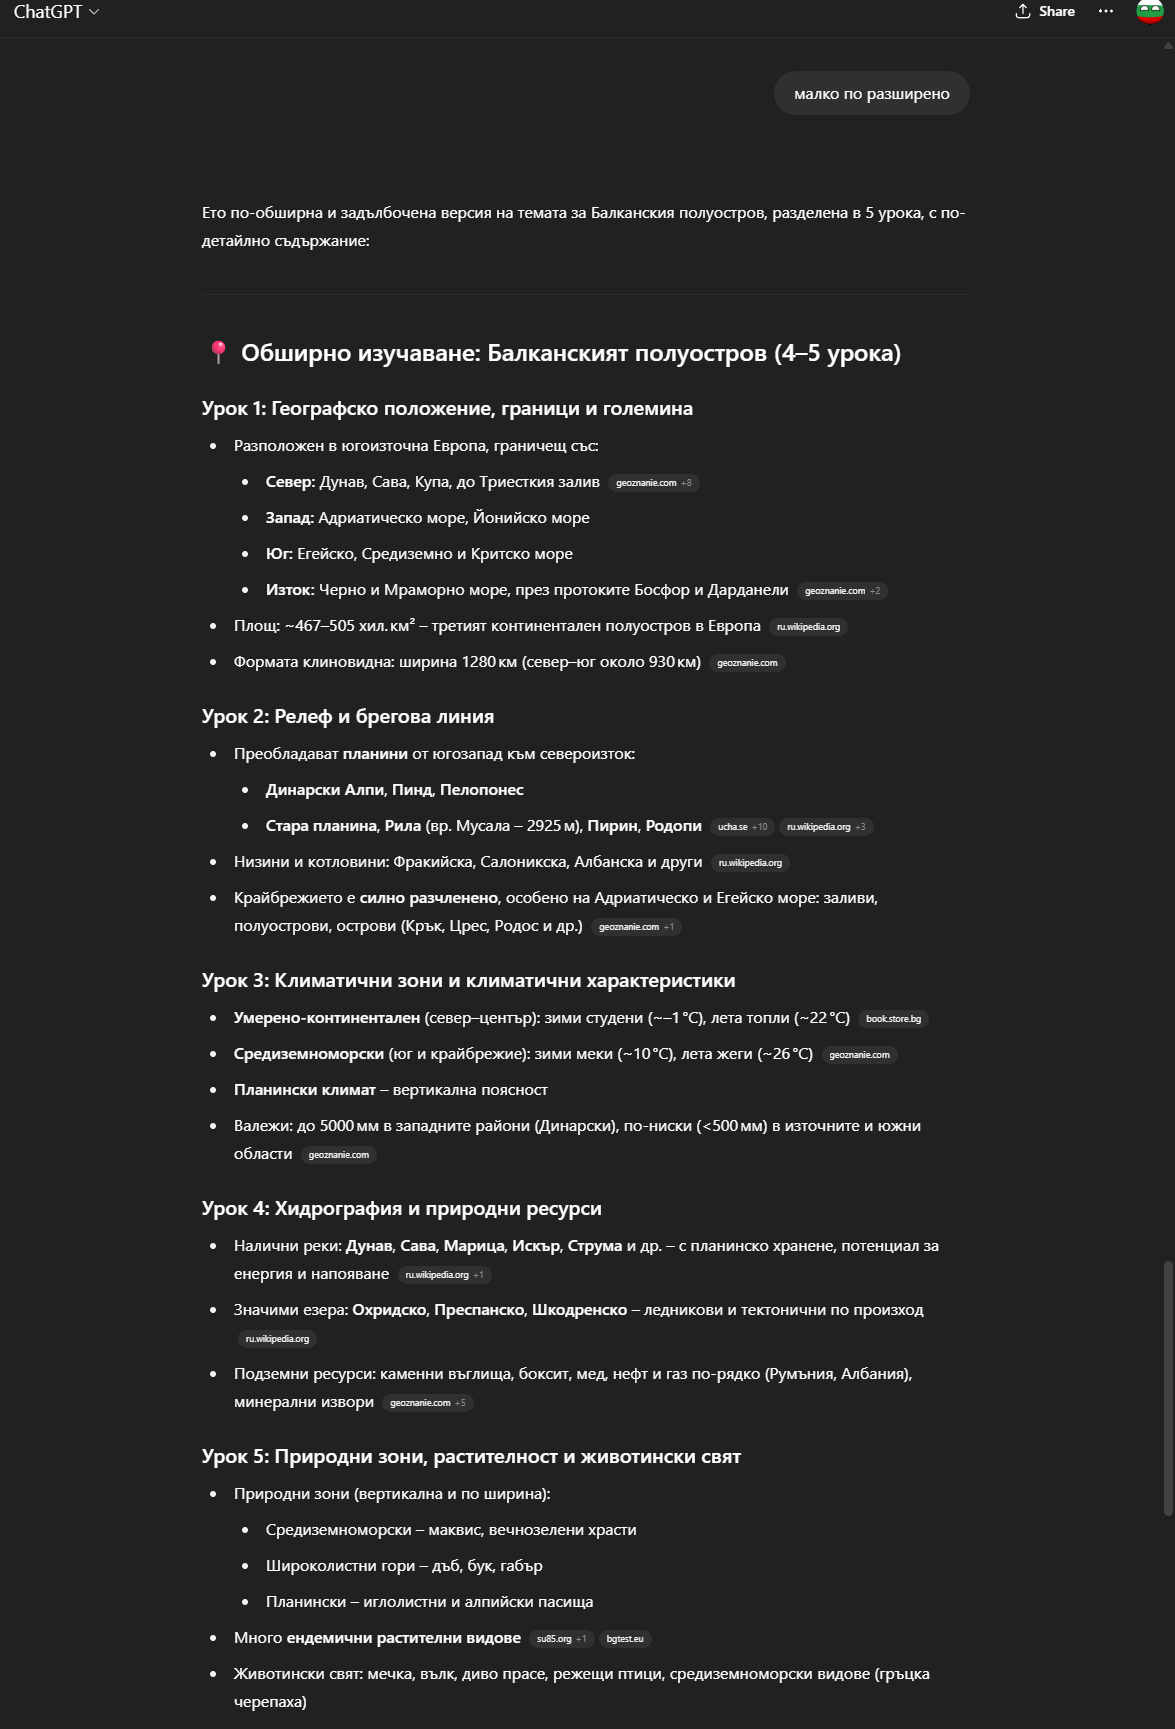 ChatGPT
Share
малко по разширено
Ето по-обширна и задълбочена версия на темата за Балканския полуостров, разделена в 5 урока, с по-
детайлно съдържание:
Обширно изучаване: Балканският полуостров (4–5 урока)
Урок 1: Географско положение, граници и големина
Разположен в югоизточна Европа, граничещ със:
Север: Дунав, Сава, Купа, до Триесткия залив geoznanie.com +8
Запад: Адриатическо море, Йонийско море
Юг: Егейско, Средиземно и Критско море
Изток: Черно и Мраморно море, през протоките Босфор и Дарданели geoznanie.com +2
Площ: ~467–505 хил. км² – третият континентален полуостров в Европа ru.wikipedia.org
Формата клиновидна: ширина 1280 км (север–юг около 930 км) geoznanie.com
Урок 2: Релеф и брегова линия
Преобладават планини от югозапад към североизток:
Динарски Алпи, Пинд, Пелопонес
Стара планина, Рила (вр. Мусала – 2925 м), Пирин, Родопи ucha.se +10 ru.wikipedia.org +3
Низини и котловини: Фракийска, Салоникска, Албанска и други ru.wikipedia.org
Крайбрежието е силно разчленено, особено на Адриатическо и Егейско море: заливи,
полуострови, острови (Крък, Црес, Родос и др.) geoznanie.com +1
Урок 3: Климатични зони и климатични характеристики
Умерено-континентален (север–център): зими студени (~–1 °C), лета топли (~22 °C) book.store.bg
Средиземноморски (юг и крайбрежие): зими меки (~10 °C), лета жеги (~26 °C) geoznanie.com
Планински климат – вертикална поясност
Валежи: до 5000 мм в западните райони (Динарски), по-ниски (<500 мм) в източните и южни
области geoznanie.com
Урок 4: Хидрография и природни ресурси
Налични реки: Дунав, Сава, Марица, Искър, Струма и др. – с планинско хранене, потенциал за
енергия и напояване ru.wikipedia.org +1
Значими езера: Охридско, Преспанско, Шкодренско – ледникови и тектонични по произход
ru.wikipedia.org
Подземни ресурси: каменни въглища, боксит, мед, нефт и газ по-рядко (Румъния, Албания),
минерални извори geoznanie.com +5
Урок 5: Природни зони, растителност и животински свят
Природни зони (вертикална и по ширина):
Средиземноморски – маквис, вечнозелени храсти
Широколистни гори – дъб, бук, габър
Планински – иглолистни и алпийски пасища
Много ендемични растителни видове su85.org +1 bgtest.eu
Животински свят: мечка, вълк, диво прасе, режещи птици, средиземноморски видове (гръцка
черепаха)